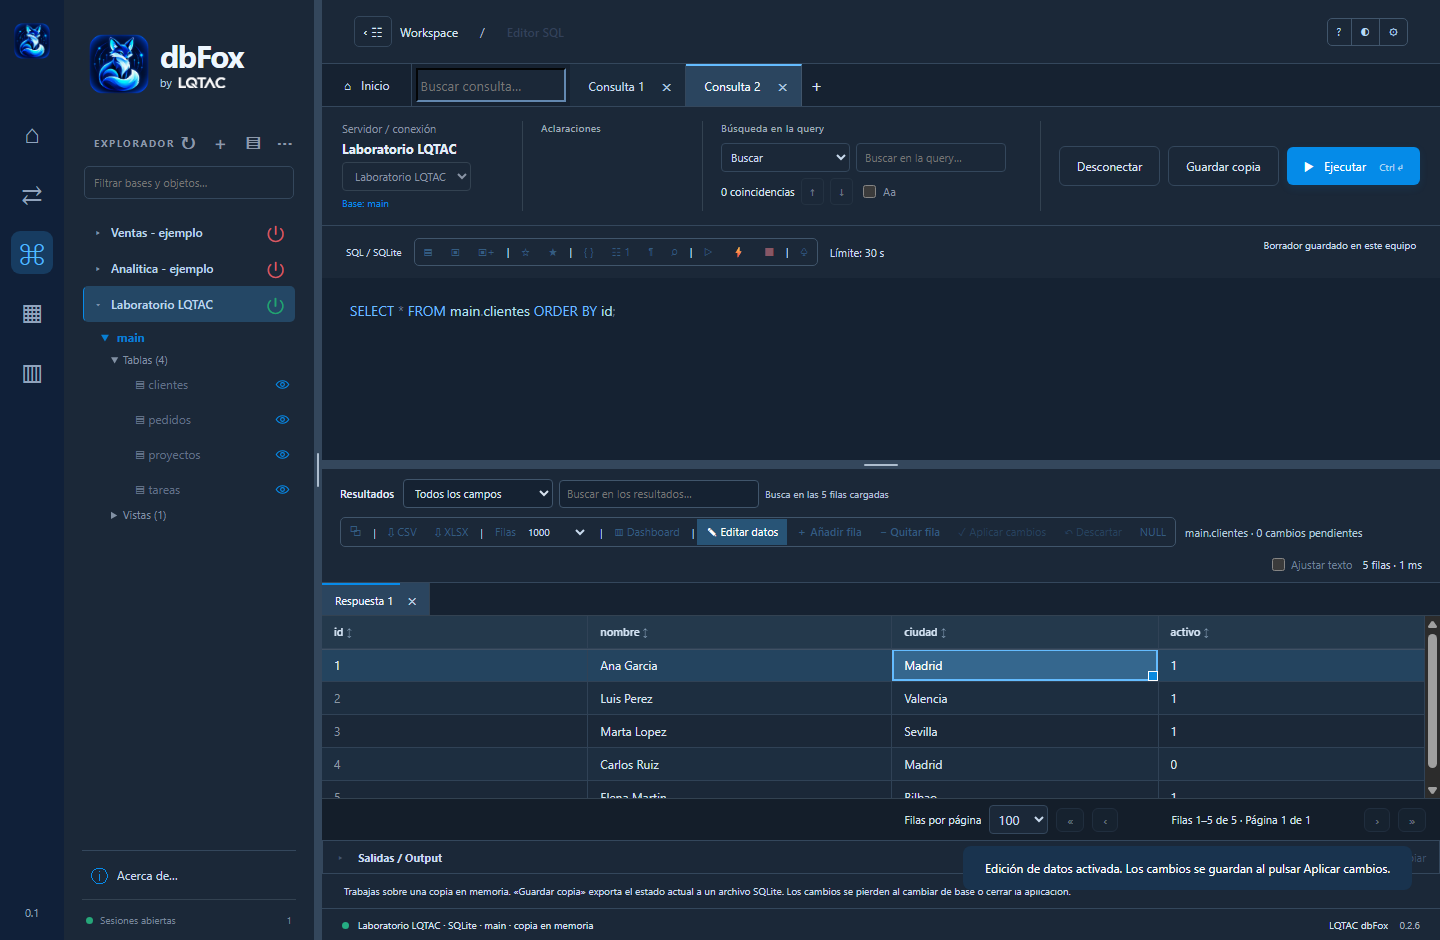 dbFox
by LQTAC
EXPLORADOR
Filtrar bases y objetos...
Ventas - ejemplo
Analítica - ejemplo
Laboratorio LQTAC
main
Tablas (4)
clientes
pedidos
proyectos
tareas
Vistas (1)
Acerca de...
Sesiones abiertas 1
0.1
Workspace / Editor SQL
?
Inicio
Buscar consulta...
Consulta 1 ×
Consulta 2 ×
+
Servidor / conexión
Laboratorio LQTAC
Laboratorio LQTAC
Base: main
Aclaraciones
Búsqueda en la query
Buscar
Buscar en la query...
0 coincidencias ↑ ↓ Aa
Desconectar
Guardar copia
Ejecutar Ctrl ↵
SQL / SQLite
Límite: 30 s
Borrador guardado en este equipo
SELECT * FROM main.clientes ORDER BY id;
Resultados
Todos los campos
Buscar en los resultados...
Busca en las 5 filas cargadas
CSV
XLSX
Filas 1000
Dashboard
Editar datos
+ Añadir fila
− Quitar fila
✓ Aplicar cambios
Descartar
NULL
main.clientes · 0 cambios pendientes
Ajustar texto 5 filas · 1 ms
Respuesta 1 ×
id nombre ciudad activo
1 Ana Garcia Madrid 1
2 Luis Perez Valencia 1
3 Marta Lopez Sevilla 1
4 Carlos Ruiz Madrid 0
5 Elena Martin Bilbao 1
Filas por página 100 « ‹ Filas 1–5 de 5 · Página 1 de 1 › »
Salidas / Output
Edición de datos activada. Los cambios se guardan al pulsar Aplicar cambios.
Trabajas sobre una copia en memoria. «Guardar copia» exporta el estado actual a un archivo SQLite. Los cambios se pierden al cambiar de base o cerrar la aplicación.
Laboratorio LQTAC · SQLite · main · copia en memoria
LQTAC dbFox 0.2.6